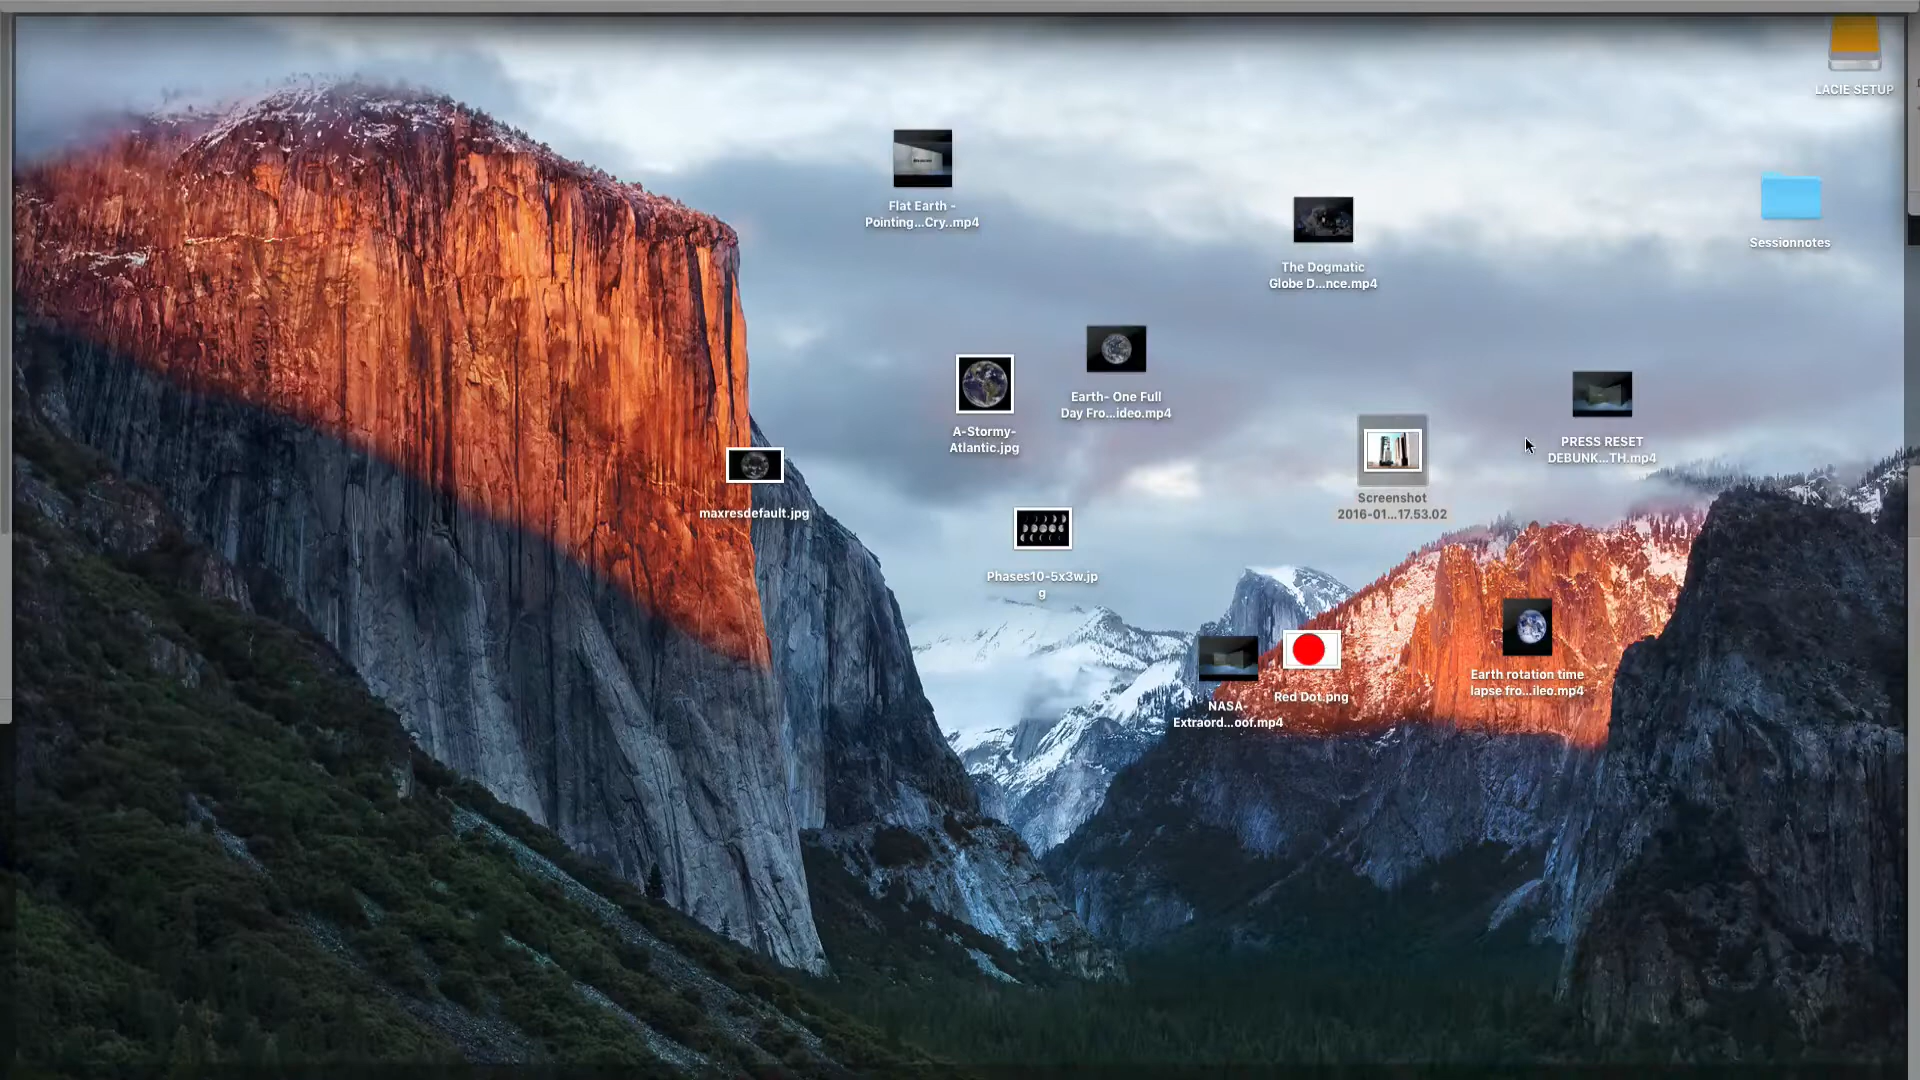 LACIE SETUP
Flat Earth -
Pointing...Cry..mp4
Sessionnotes
The Dogmatic
Globe D...nce.mp4
Earth- One Full
Day Fro...ideo.mp4
A-Stormy-
Atlantic.jpg
PRESS RESET
DEBUNK...TH.mp4
Screenshot
2016-01...17.53.02
maxresdefault.jpg
Phases10-5x3w.jp
g
Earth rotation time
lapse fro...ileo.mp4
Red Dot.png
NASA-
Extraord...oof.mp4